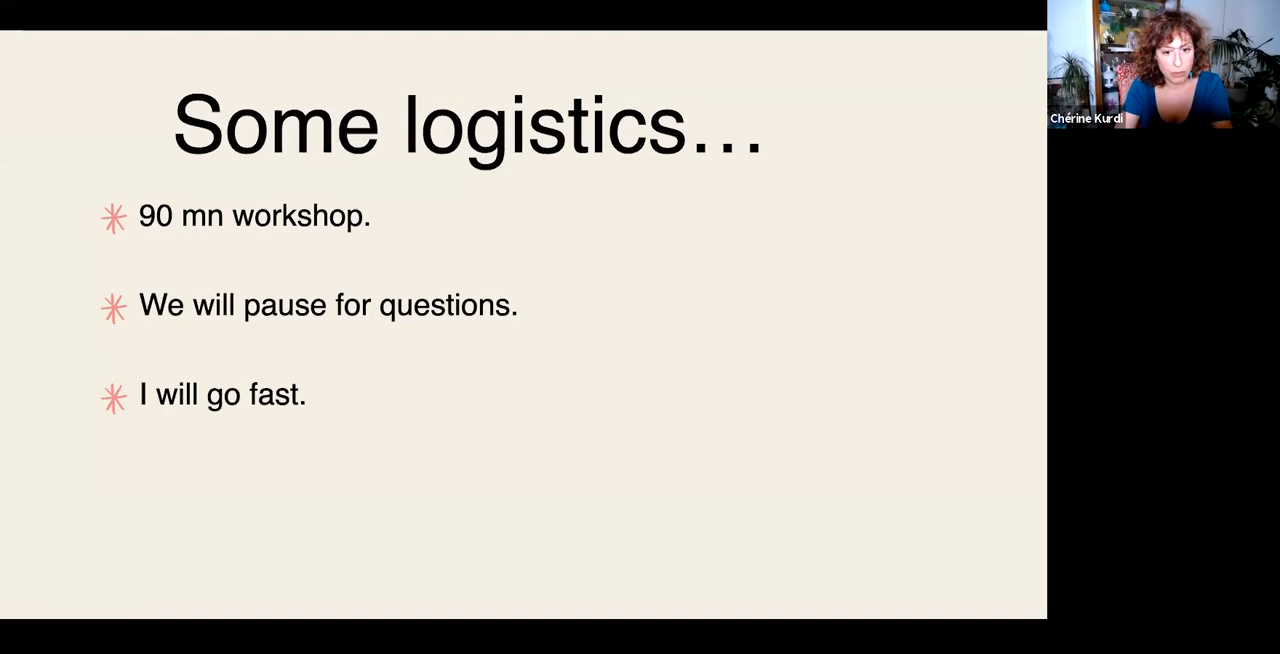 Some logistics…
90 mn workshop.
We will pause for questions.
I will go fast.
Chérine Kurdi